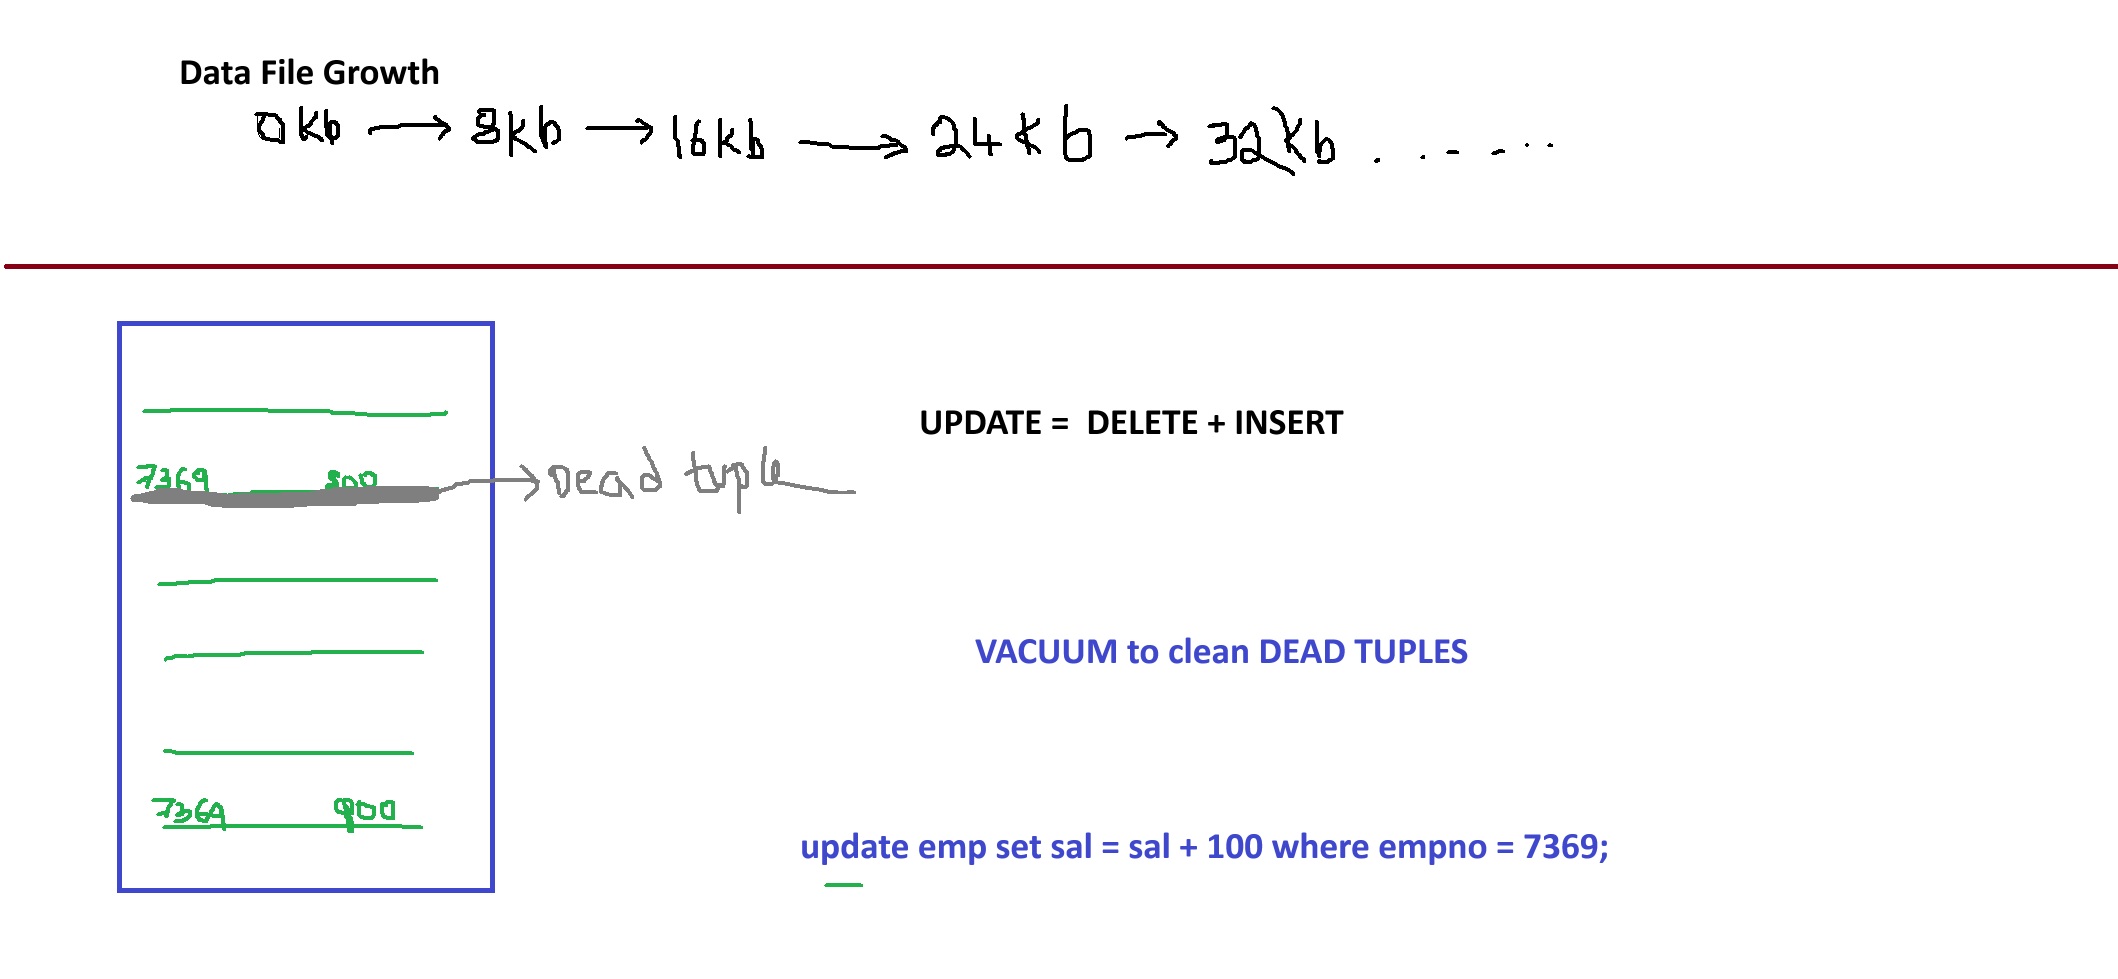 Data File Growth
0kb → 8kb → 16kb → 24kb → 32kb . . - - . .
UPDATE = DELETE + INSERT
7369 800 → Dead tuple
VACUUM to clean DEAD TUPLES
7369 900
update emp set sal = sal + 100 where empno = 7369;